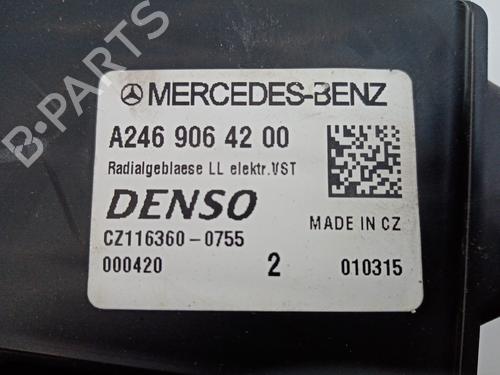 MERCEDES-BENZ
A246 906 42 00
Radialgeblaese LL elektr.VST
DENSO
MADE IN CZ
CZ116360-0755
000420 2 010315
B-Parts